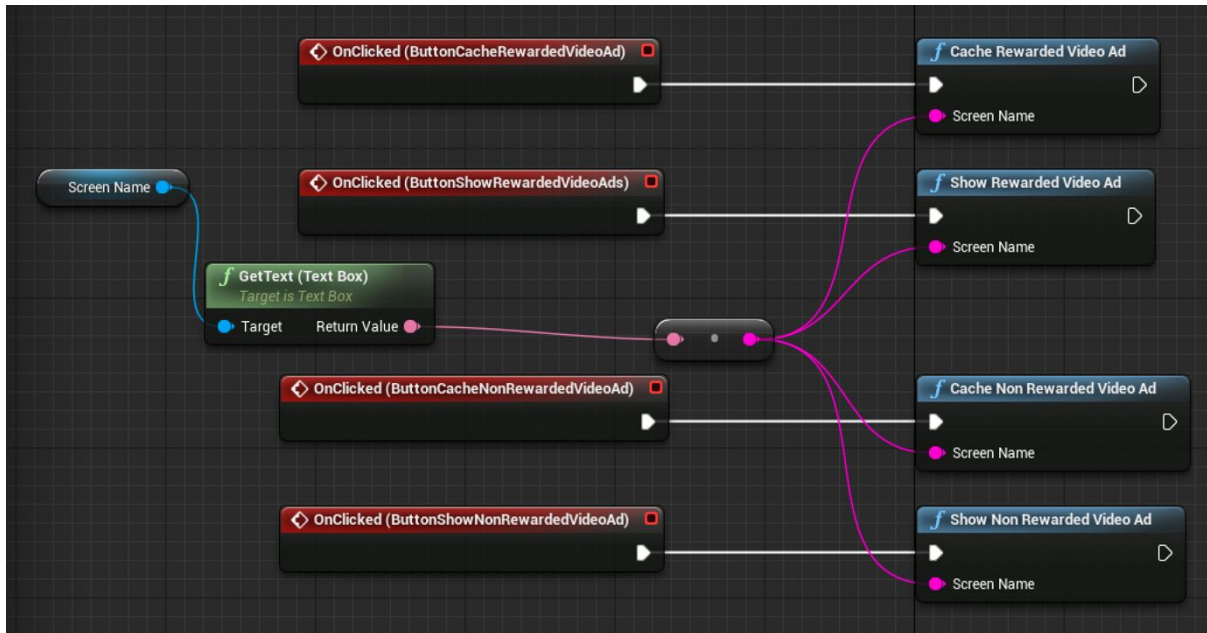 OnClicked (ButtonCacheRewardedVideoAd)
Cache Rewarded Video Ad
Screen Name
Screen Name
OnClicked (ButtonShowRewardedVideoAds)
Show Rewarded Video Ad
Screen Name
GetText (Text Box)
Target is Text Box
Target Return Value
OnClicked (ButtonCacheNonRewardedVideoAd)
Cache Non Rewarded Video Ad
Screen Name
OnClicked (ButtonShowNonRewardedVideoAd)
Show Non Rewarded Video Ad
Screen Name